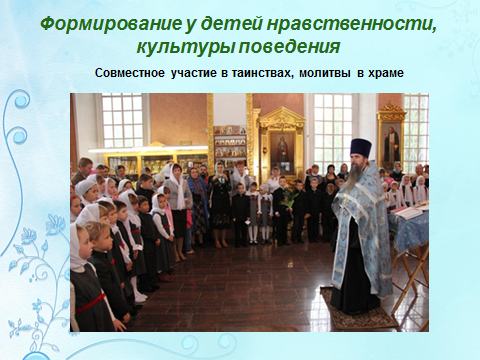 Формирование у детей нравственности,
культуры поведения
Совместное участие в таинствах, молитвы в храме